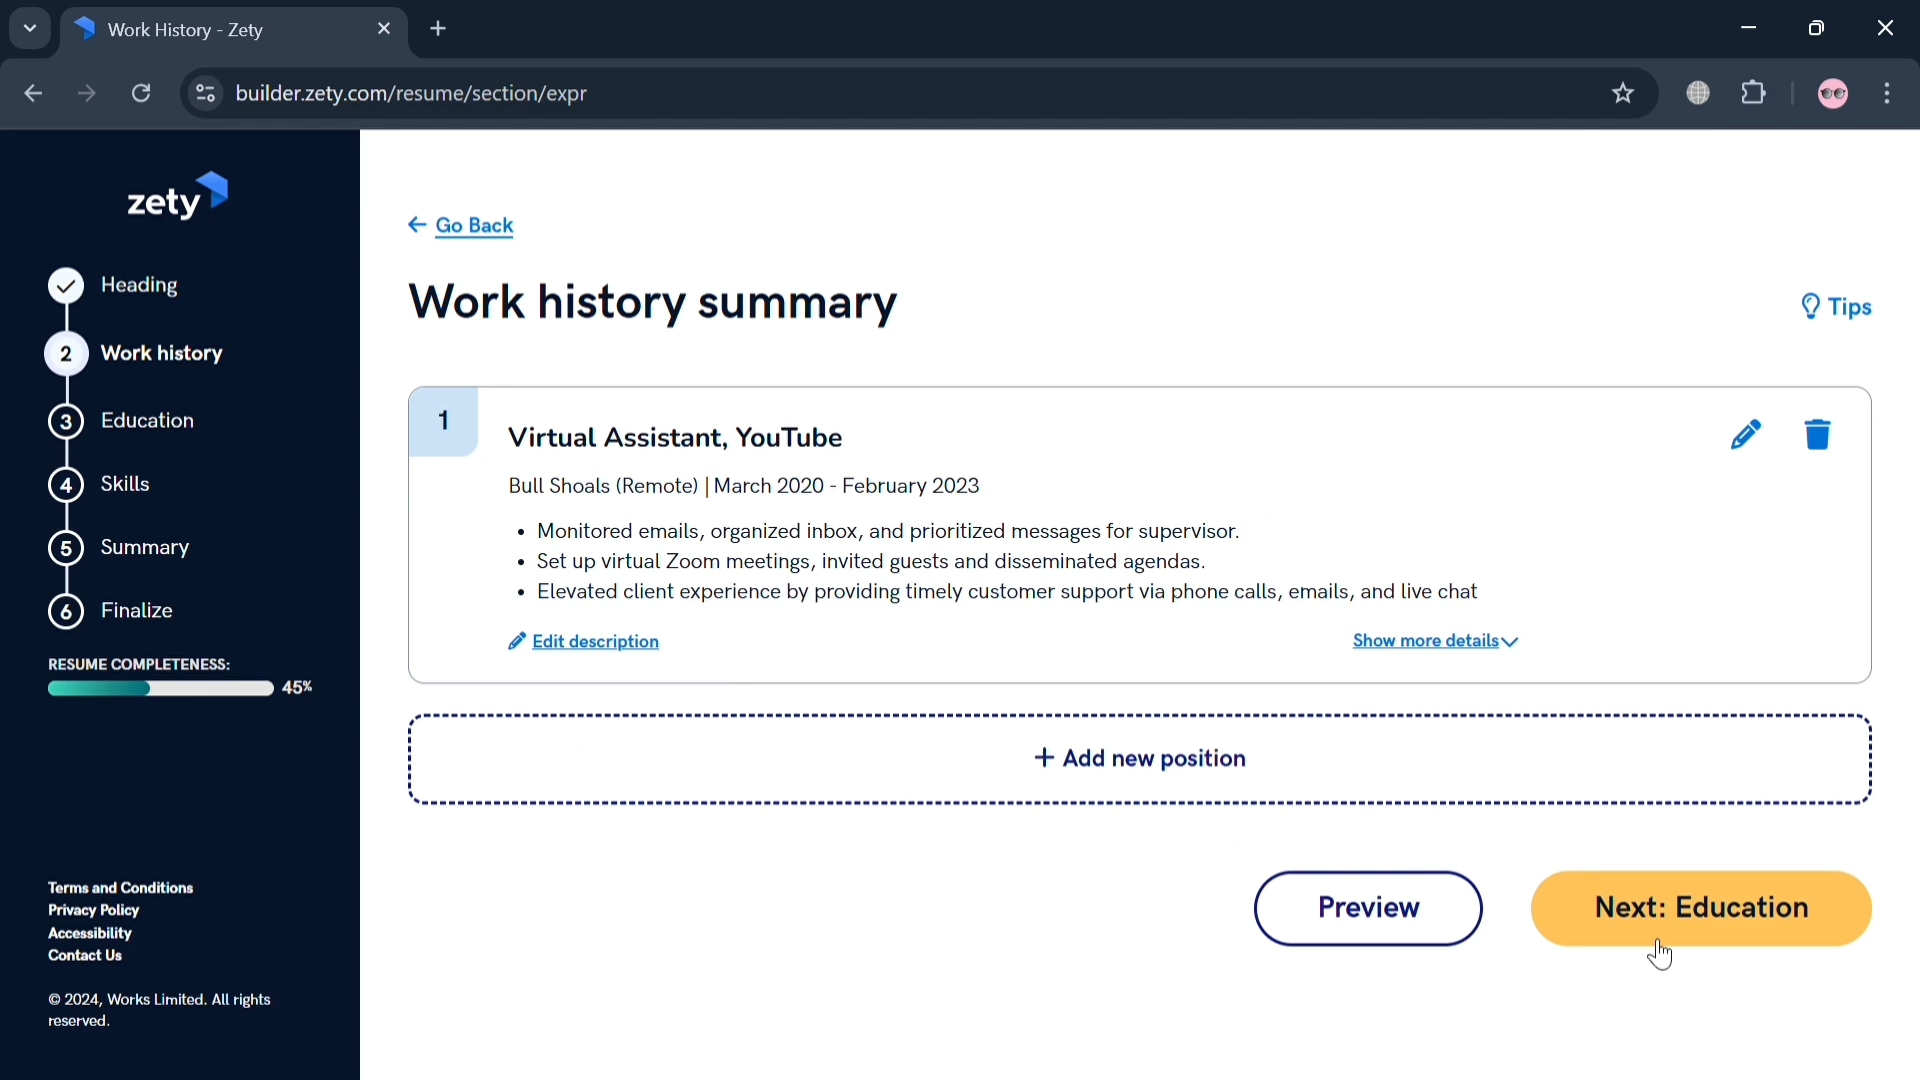 Work History - Zety
builder.zety.com/resume/section/expr
zety
Heading
2 Work history
3 Education
4 Skills
5 Summary
6 Finalize
RESUME COMPLETENESS:
45%
Terms and Conditions
Privacy Policy
Accessibility
Contact Us
© 2024, Works Limited. All rights
reserved.
Go Back
Work history summary
Tips
1
Virtual Assistant, YouTube
Bull Shoals (Remote) | March 2020 - February 2023
• Monitored emails, organized inbox, and prioritized messages for supervisor.
• Set up virtual Zoom meetings, invited guests and disseminated agendas.
• Elevated client experience by providing timely customer support via phone calls, emails, and live chat
Edit description
Show more details
+ Add new position
Preview
Next: Education